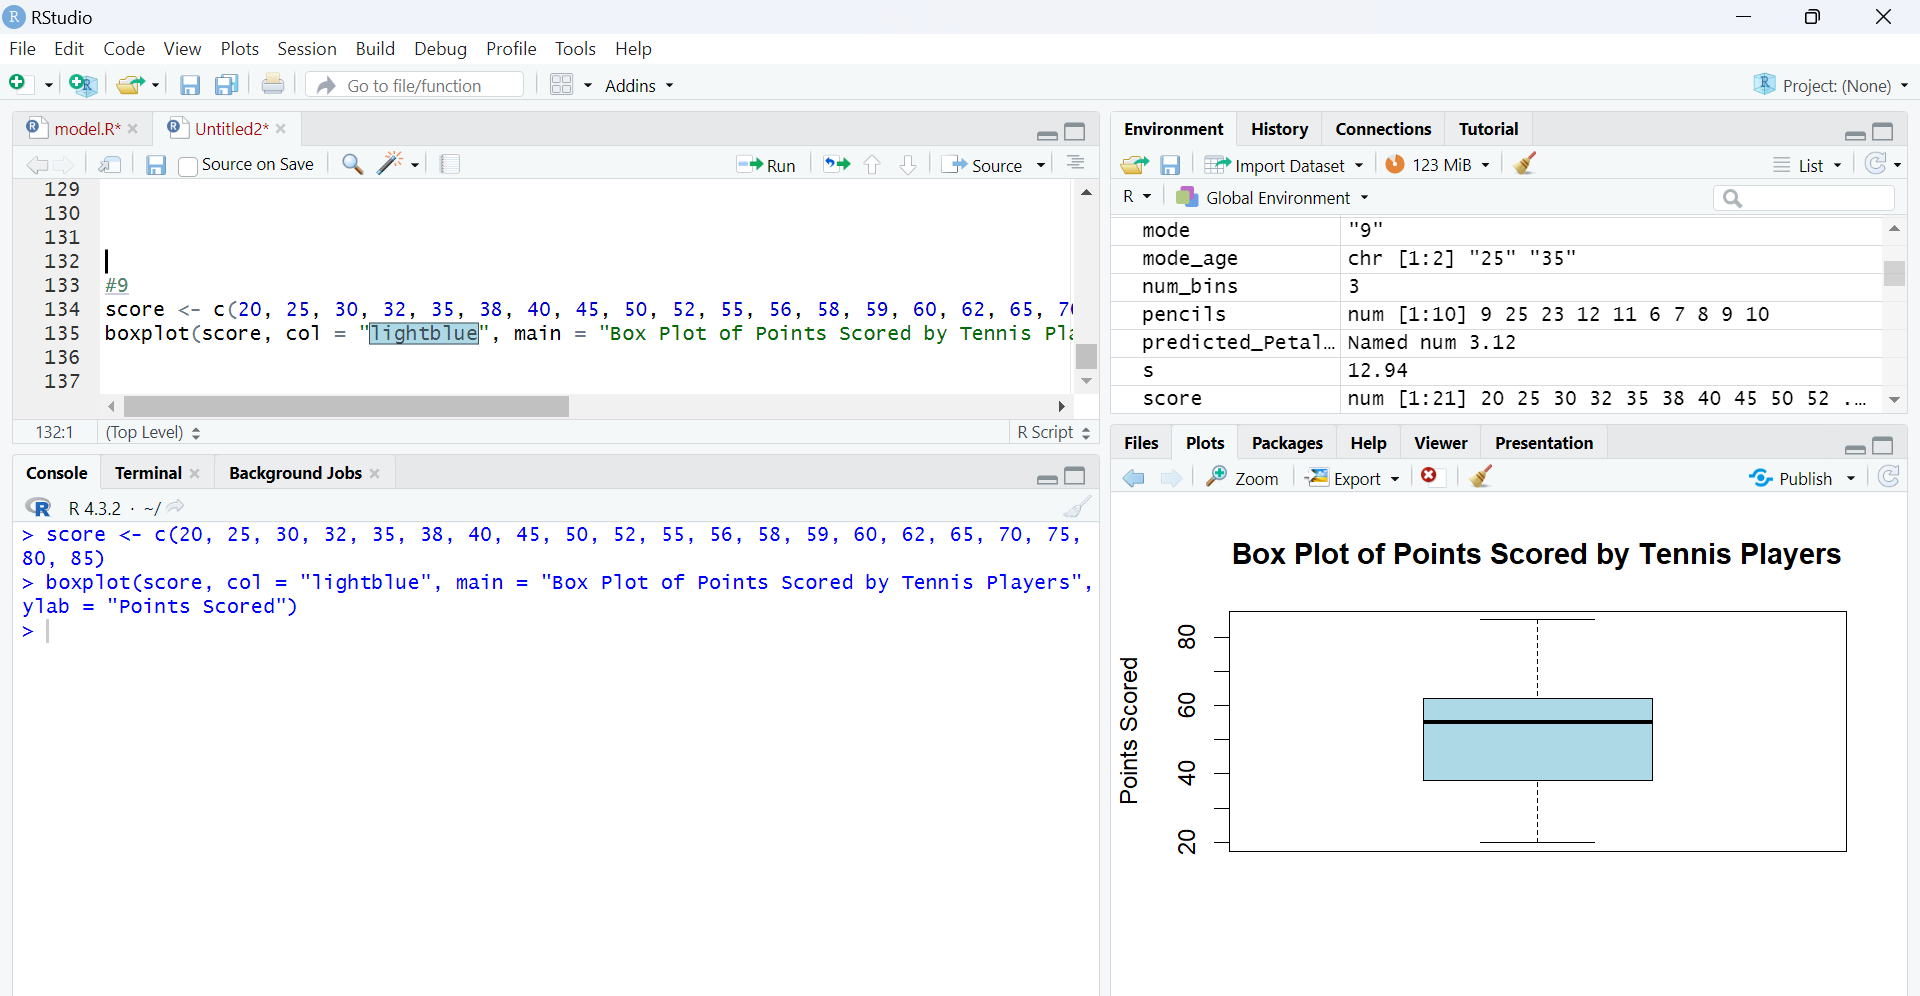 RStudio
File Edit Code View Plots Session Build Debug Profile Tools Help
Go to file/function Addins Project: (None)
model.R* Untitled2*
Source on Save Run Source
129
130
131
132
133 #9
134 score <- c(20, 25, 30, 32, 35, 38, 40, 45, 50, 52, 55, 56, 58, 59, 60, 62, 65,
135 boxplot(score, col = "lightblue", main = "Box Plot of Points Scored by Tennis
136
137
132:1 (Top Level) R Script
Console Terminal Background Jobs
R 4.3.2 · ~/
> score <- c(20, 25, 30, 32, 35, 38, 40, 45, 50, 52, 55, 56, 58, 59, 60, 62, 65, 70, 75,
80, 85)
> boxplot(score, col = "lightblue", main = "Box Plot of Points Scored by Tennis Players",
ylab = "Points Scored")
>
Environment History Connections Tutorial
Import Dataset 123 MiB List
R Global Environment
mode "9"
mode_age chr [1:2] "25" "35"
num_bins 3
pencils num [1:10] 9 25 23 12 11 6 7 8 9 10
predicted_Petal… Named num 3.12
s 12.94
score num [1:21] 20 25 30 32 35 38 40 45 50 52 ...
Files Plots Packages Help Viewer Presentation
Zoom Export Publish
Box Plot of Points Scored by Tennis Players
Points Scored
80
60
40
20